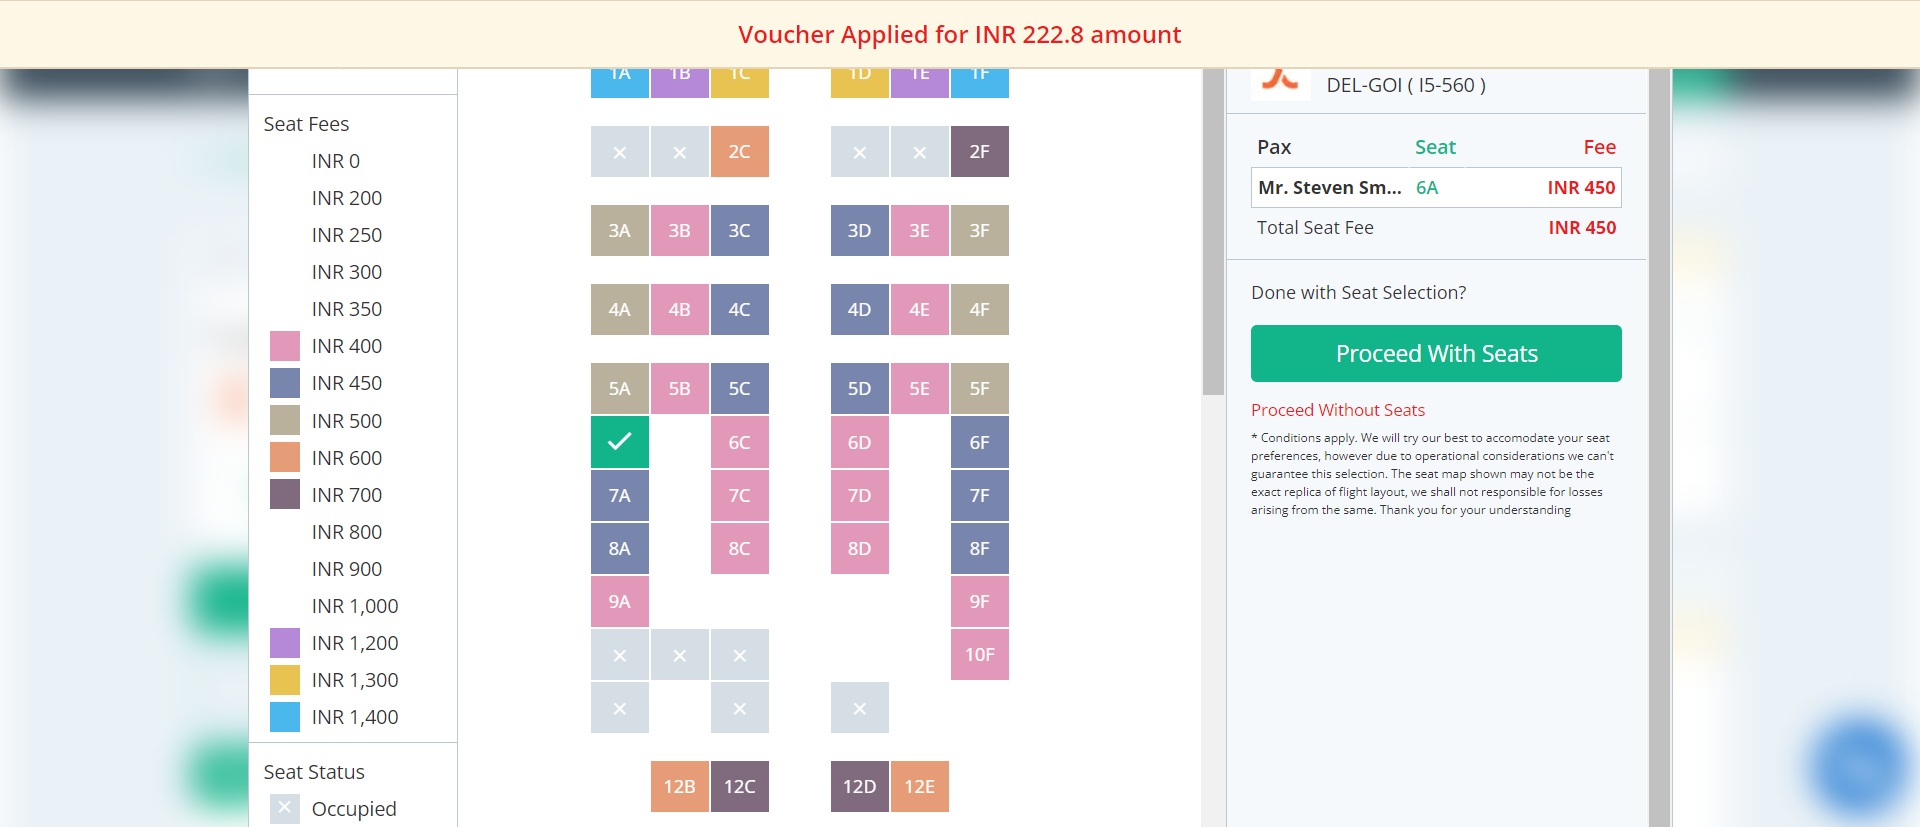 Voucher Applied for INR 222.8 amount
Seat Fees
INR 0
INR 200
INR 250
INR 300
INR 350
INR 400
INR 450
INR 500
INR 600
INR 700
INR 800
INR 900
INR 1,000
INR 1,200
INR 1,300
INR 1,400
Seat Status
Occupied
1A 1B 1C 1D 1E 1F
2C 2F
3A 3B 3C 3D 3E 3F
4A 4B 4C 4D 4E 4F
5A 5B 5C 5D 5E 5F
6C 6D 6F
7A 7C 7D 7F
8A 8C 8D 8F
9A 9F
10F
12B 12C 12D 12E
DEL-GOI ( I5-560 )
Pax Seat Fee
Mr. Steven Sm... 6A INR 450
Total Seat Fee INR 450
Done with Seat Selection?
Proceed With Seats
Proceed Without Seats
* Conditions apply. We will try our best to accomodate your seat
preferences, however due to operational considerations we can't
guarantee this selection. The seat map shown may not be the
exact replica of flight layout, we shall not responsible for losses
arising from the same. Thank you for your understanding